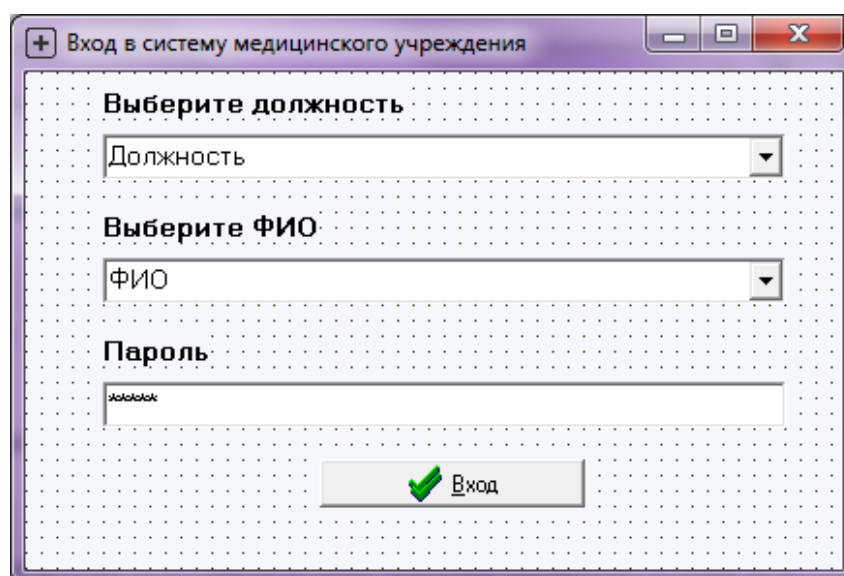 Вход в систему медицинского учреждения
Выберите должность
Должность
Выберите ФИО
ФИО
Пароль
******
Вход